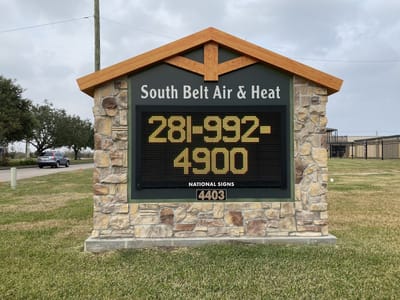 South Belt Air & Heat
281-992-
4900
NATIONAL SIGNS
4403